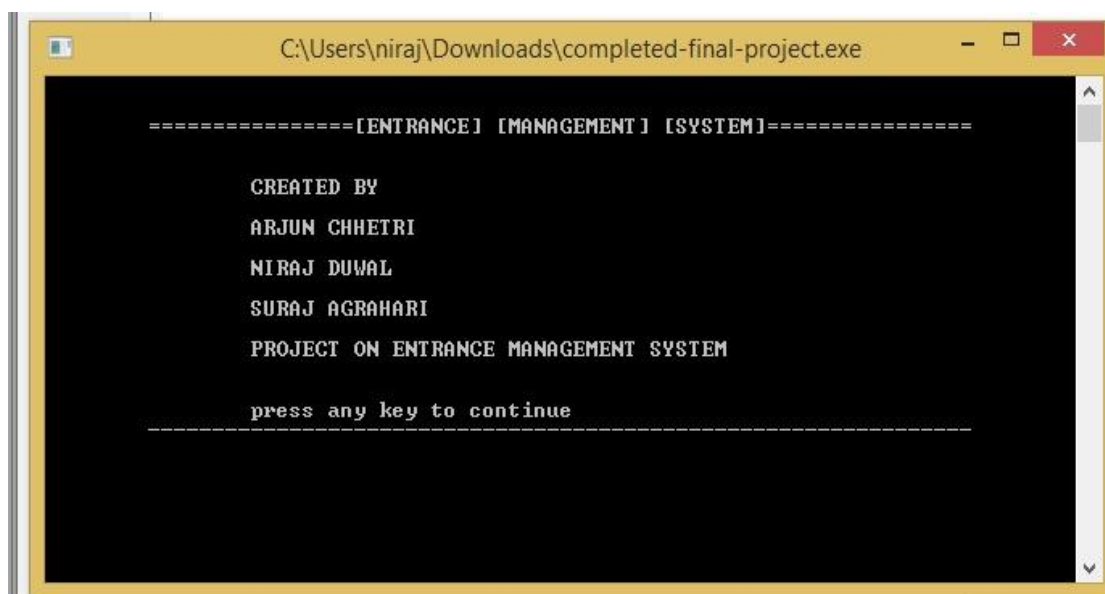 C:\Users\niraj\Downloads\completed-final-project.exe
================[ENTRANCE] [MANAGEMENT] [SYSTEM]================
CREATED BY
ARJUN CHHETRI
NIRAJ DUWAL
SURAJ AGRAHARI
PROJECT ON ENTRANCE MANAGEMENT SYSTEM
press any key to continue